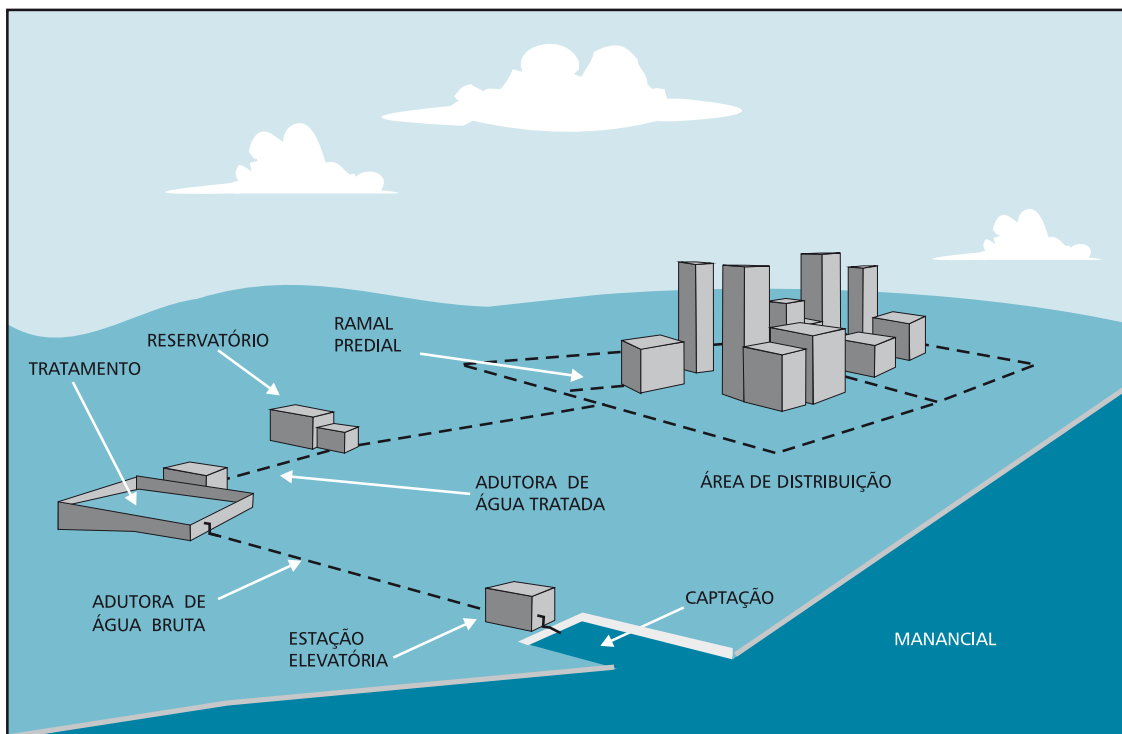 RESERVATÓRIO
TRATAMENTO
RAMAL
PREDIAL
ADUTORA DE
ÁGUA TRATADA
ÁREA DE DISTRIBUIÇÃO
ADUTORA DE
ÁGUA BRUTA
ESTAÇÃO
ELEVATÓRIA
CAPTAÇÃO
MANANCIAL